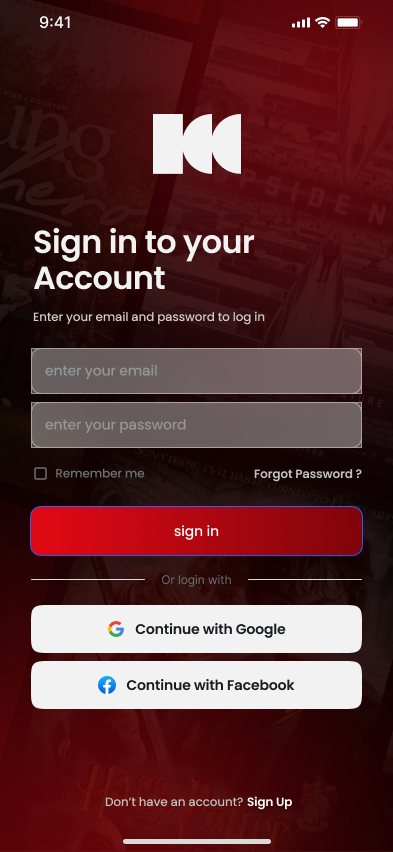 9:41
Sign in to your
Account
Enter your email and password to log in
enter your email
enter your password
Remember me
Forgot Password ?
sign in
Or login with
Continue with Google
Continue with Facebook
Don't have an account? Sign Up